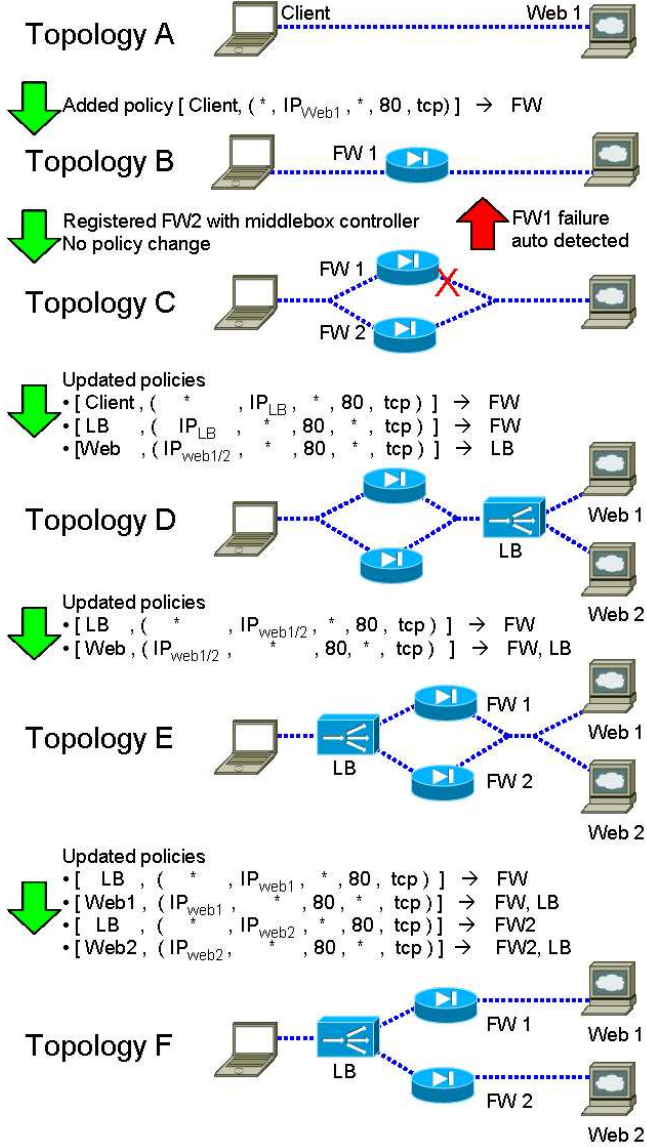 Client Web 1
Topology A
Added policy [ Client, ( * , IPWeb1 , * , 80 , tcp) ] → FW
Topology B
FW 1
Registered FW2 with middlebox controller
No policy change
FW1 failure
auto detected
FW 1
Topology C
FW 2
Updated policies
• [ Client , ( * , IPLB , * , 80 , tcp ) ] → FW
• [ LB , ( IPLB , * , 80 , * , tcp ) ] → FW
• [Web , ( IPweb1/2 , * , 80 , * , tcp ) ] → LB
Topology D
Web 1
LB
Web 2
Updated policies
• [ LB , ( * , IPweb1/2 , * , 80 , tcp ) ] → FW
• [ Web , ( IPweb1/2 , * , 80, * , tcp ) ] → FW, LB
FW 1
Topology E
Web 1
LB
FW 2
Web 2
Updated policies
• [ LB , ( * , IPweb1 , * , 80 , tcp ) ] → FW
• [ Web1 , ( IPweb1 , * , 80 , * , tcp ) ] → FW, LB
• [ LB , ( * , IPweb2 , * , 80 , tcp ) ] → FW2
• [ Web2 , ( IPweb2 , * , 80 , * , tcp ) ] → FW2, LB
FW 1
Web 1
Topology F
LB
FW 2
Web 2